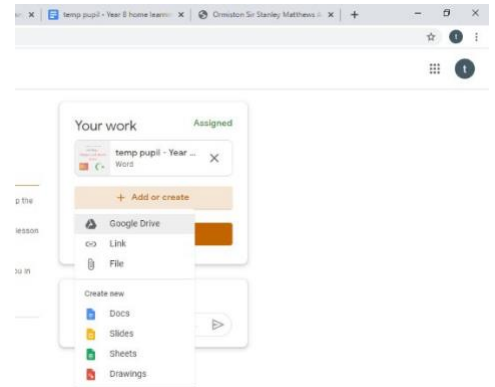 temp pupil - Year 8 home learnin
Ormiston Sir Stanley Matthews A
t
t
Your work
Assigned
temp pupil - Year ...
Word
+ Add or create
p the
lesson
ou in
Google Drive
Link
File
Create new
Docs
Slides
Sheets
Drawings